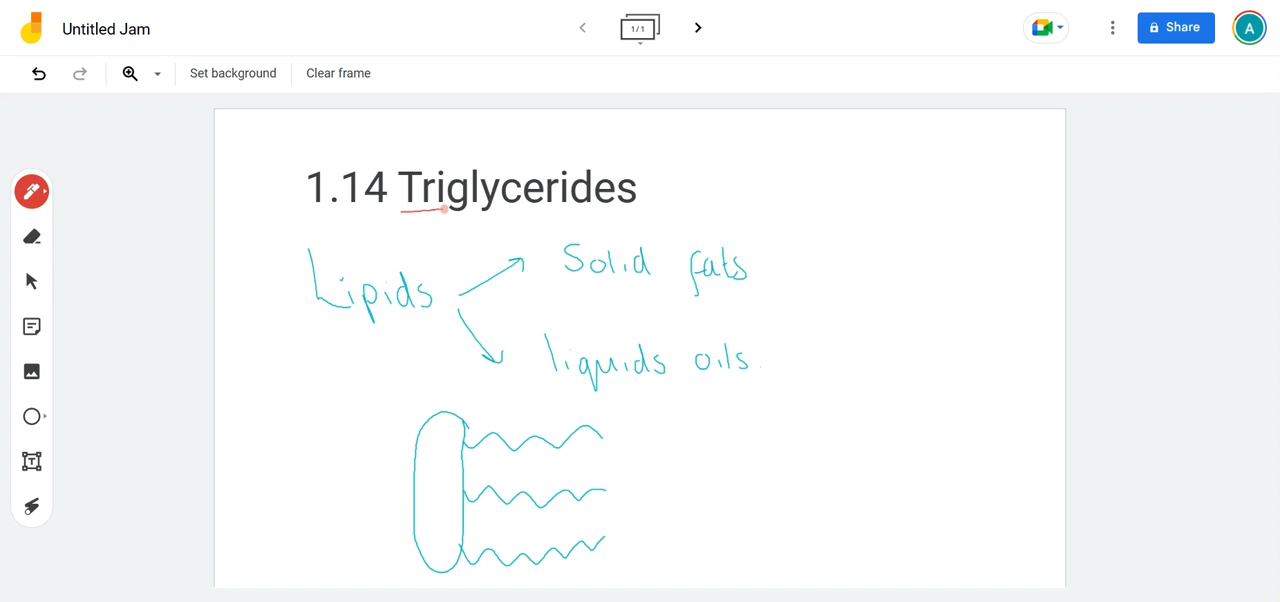 Untitled Jam
1/1
Share
A
Set background
Clear frame
1.14 Triglycerides
Lipids
Solid fats
liquids oils.